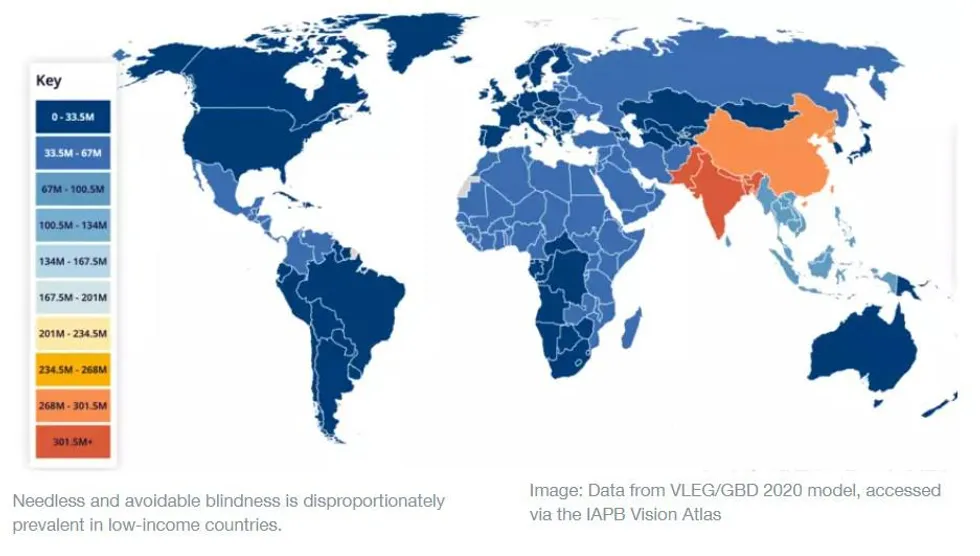 Key
0 - 33.5M
33.5M - 67M
67M - 100.5M
100.5M - 134M
134M - 167.5M
167.5M - 201M
201M - 234.5M
234.5M - 268M
268M - 301.5M
301.5M+
Needless and avoidable blindness is disproportionately
prevalent in low-income countries.
Image: Data from VLEG/GBD 2020 model, accessed
via the IAPB Vision Atlas